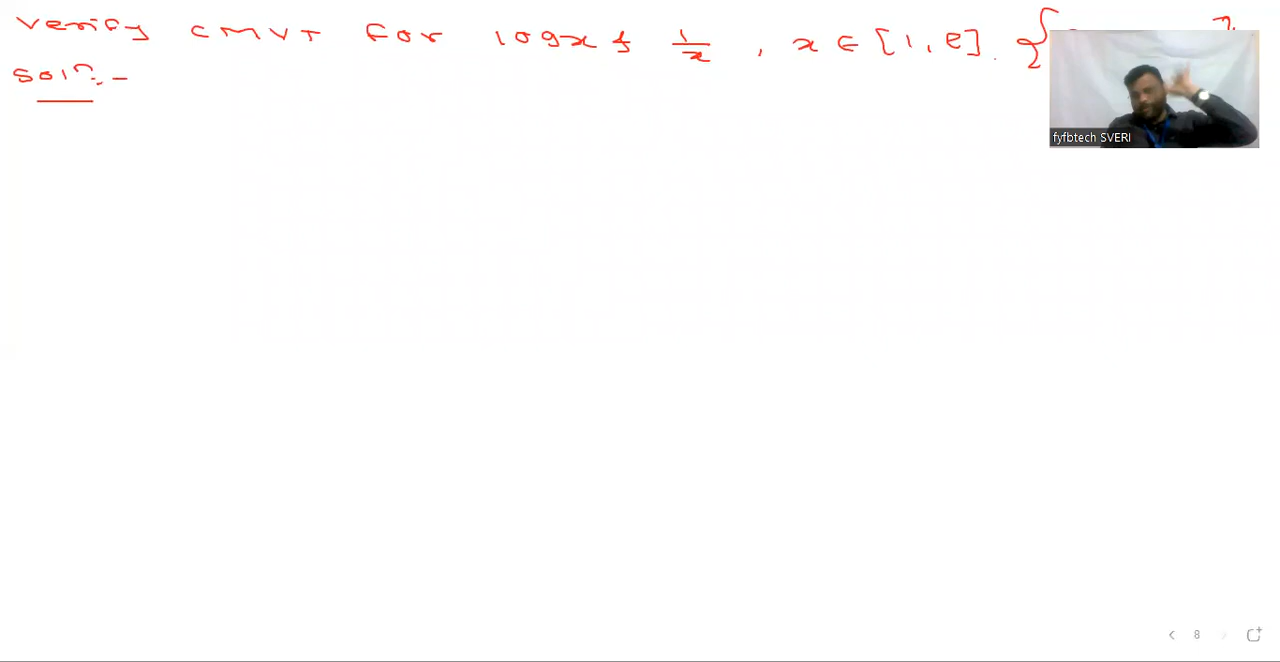 Verify CMVT for logx & 1/x, x ∈ [1, e]. {
Solⁿ:-
fyfbtech SVERI
8